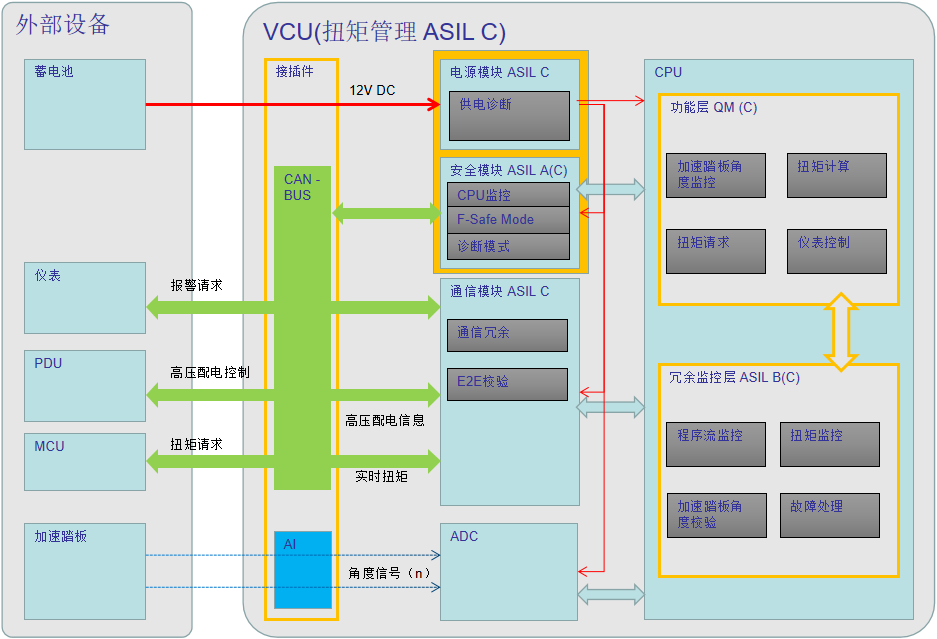 外部设备
蓄电池
仪表
PDU
MCU
加速踏板
VCU(扭矩管理 ASIL C)
接插件
CAN -
BUS
AI
12V DC
报警请求
高压配电控制
高压配电信息
扭矩请求
实时扭矩
角度信号（n）
电源模块 ASIL C
供电诊断
安全模块 ASIL A(C)
CPU监控
F-Safe Mode
诊断模式
通信模块 ASIL C
通信冗余
E2E校验
ADC
CPU
功能层 QM (C)
加速踏板角
度监控
扭矩计算
扭矩请求
仪表控制
冗余监控层 ASIL B(C)
程序流监控
扭矩监控
加速踏板角
度校验
故障处理